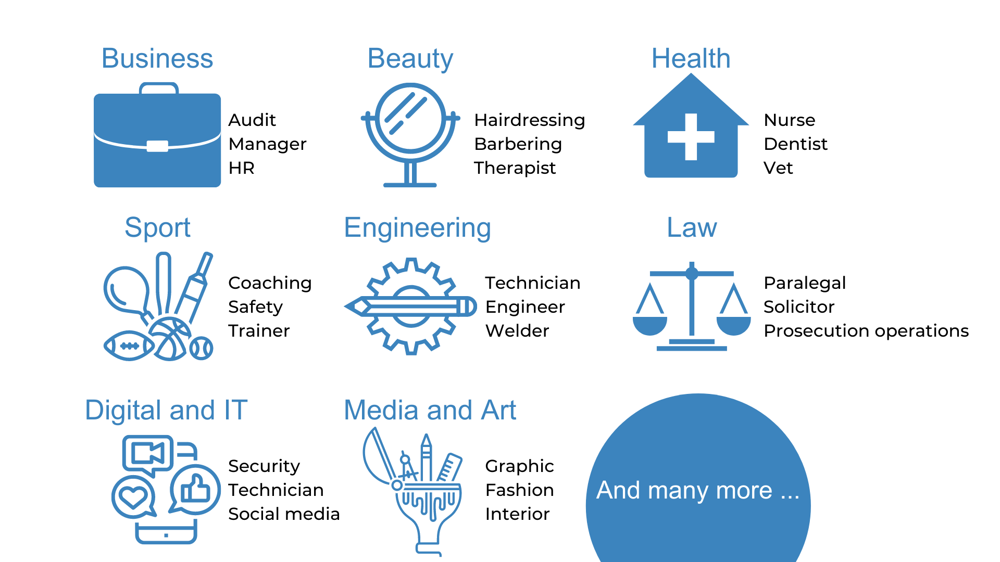 Business
Audit
Manager
HR
Beauty
Hairdressing
Barbering
Therapist
Health
Nurse
Dentist
Vet
Sport
Coaching
Safety
Trainer
Engineering
Technician
Engineer
Welder
Law
Paralegal
Solicitor
Prosecution operations
Digital and IT
Security
Technician
Social media
Media and Art
Graphic
Fashion
Interior
And many more ...